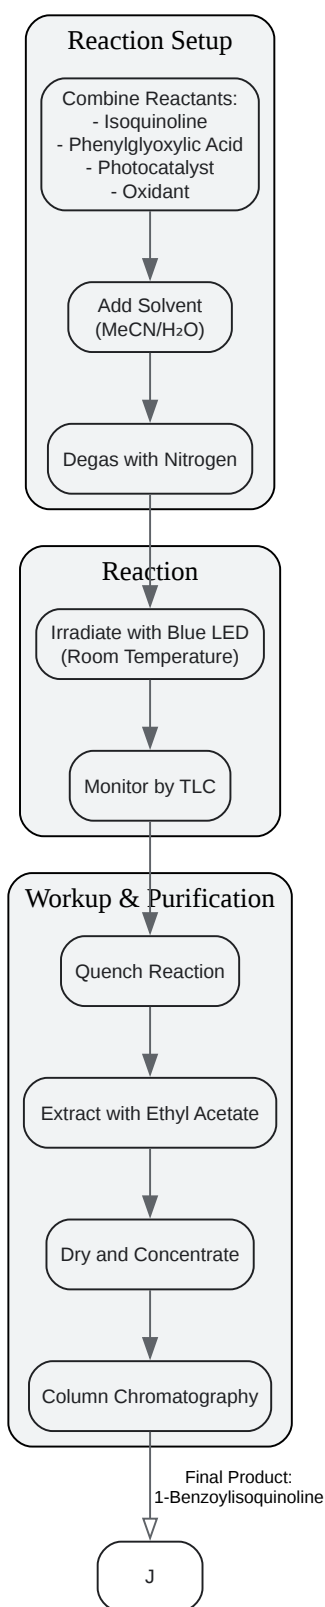 Reaction Setup
Combine Reactants:
- Isoquinoline
- Phenylglyoxylic Acid
- Photocatalyst
- Oxidant
Add Solvent
(MeCN/H₂O)
Degas with Nitrogen
Reaction
Irradiate with Blue LED
(Room Temperature)
Monitor by TLC
Workup & Purification
Quench Reaction
Extract with Ethyl Acetate
Dry and Concentrate
Column Chromatography
Final Product:
1-Benzoylisoquinoline
J